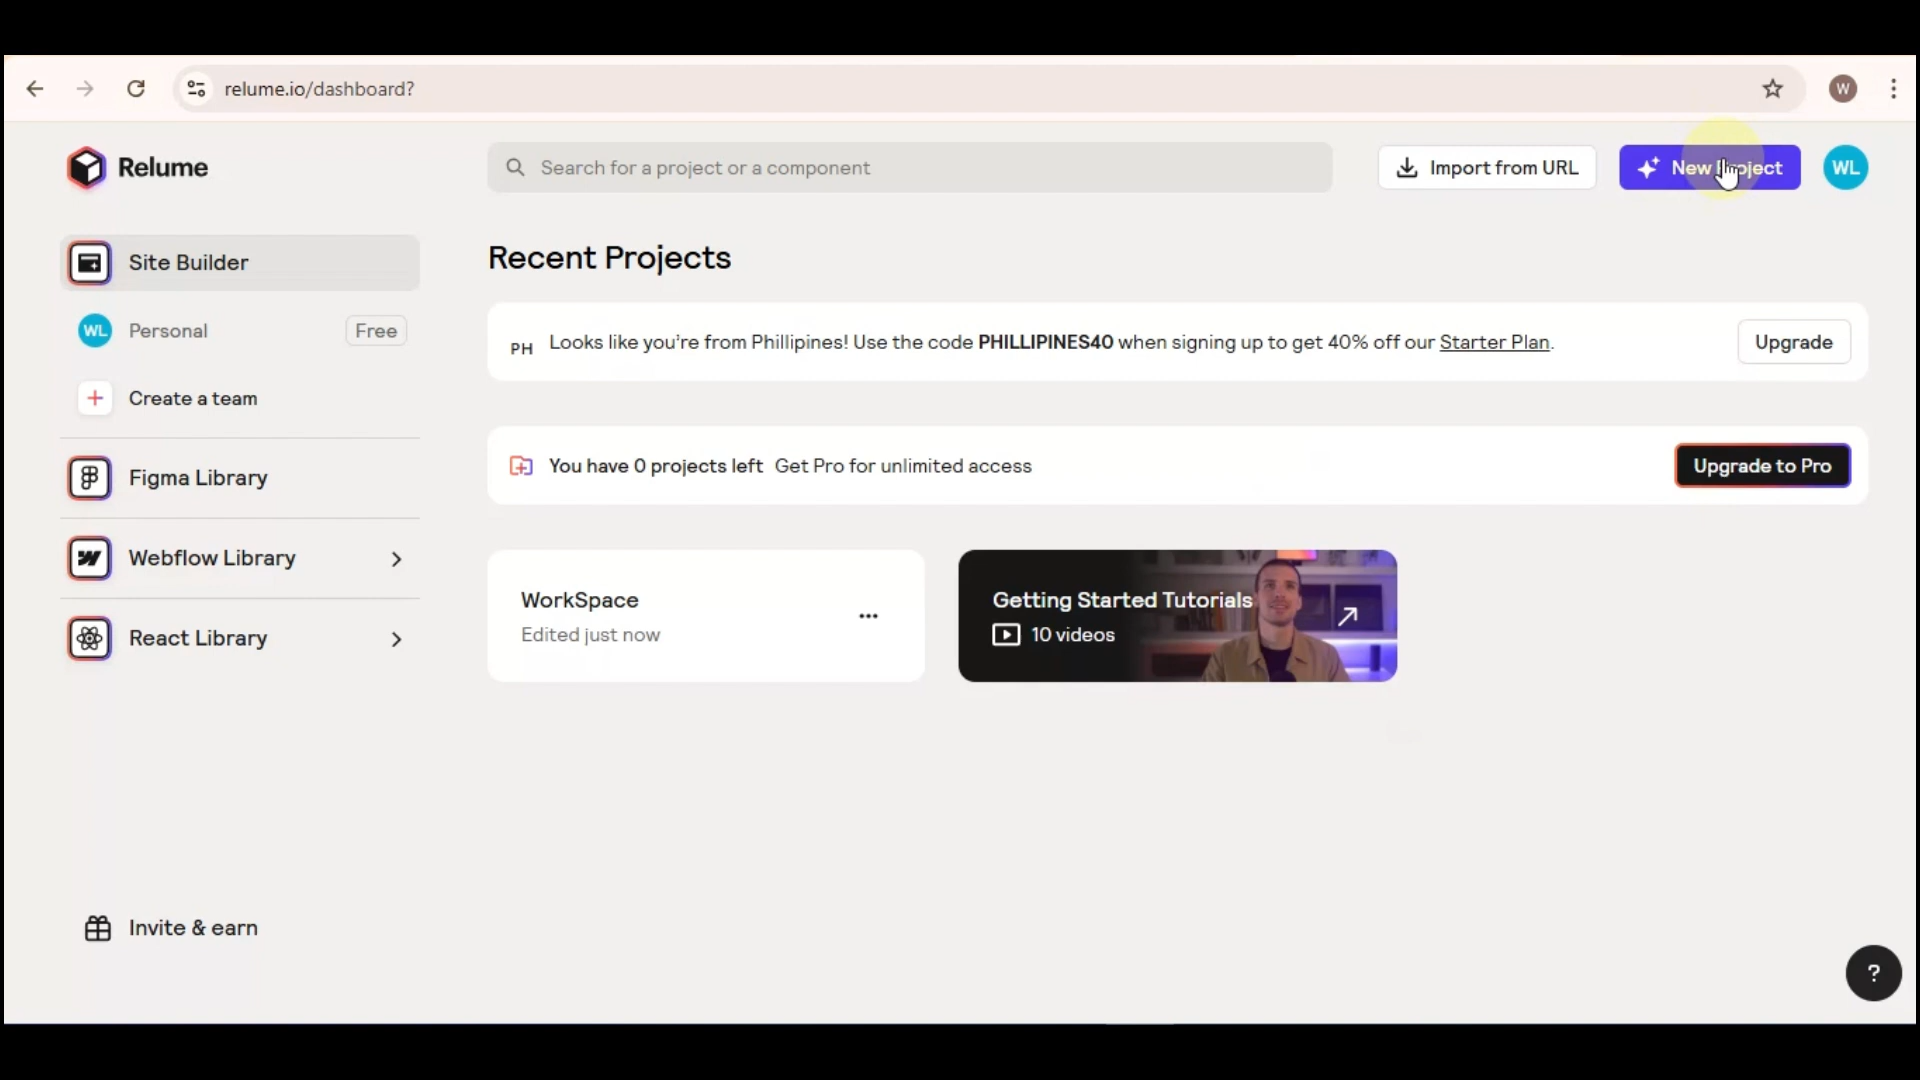 relume.io/dashboard?
W
Relume
Search for a project or a component
Import from URL
New Project
WL
Site Builder
WL Personal Free
Create a team
Figma Library
Webflow Library
React Library
Invite & earn
Recent Projects
PH Looks like you're from Phillipines! Use the code PHILLIPINES40 when signing up to get 40% off our Starter Plan.
Upgrade
You have 0 projects left Get Pro for unlimited access
Upgrade to Pro
WorkSpace
Edited just now
Getting Started Tutorials
10 videos
?